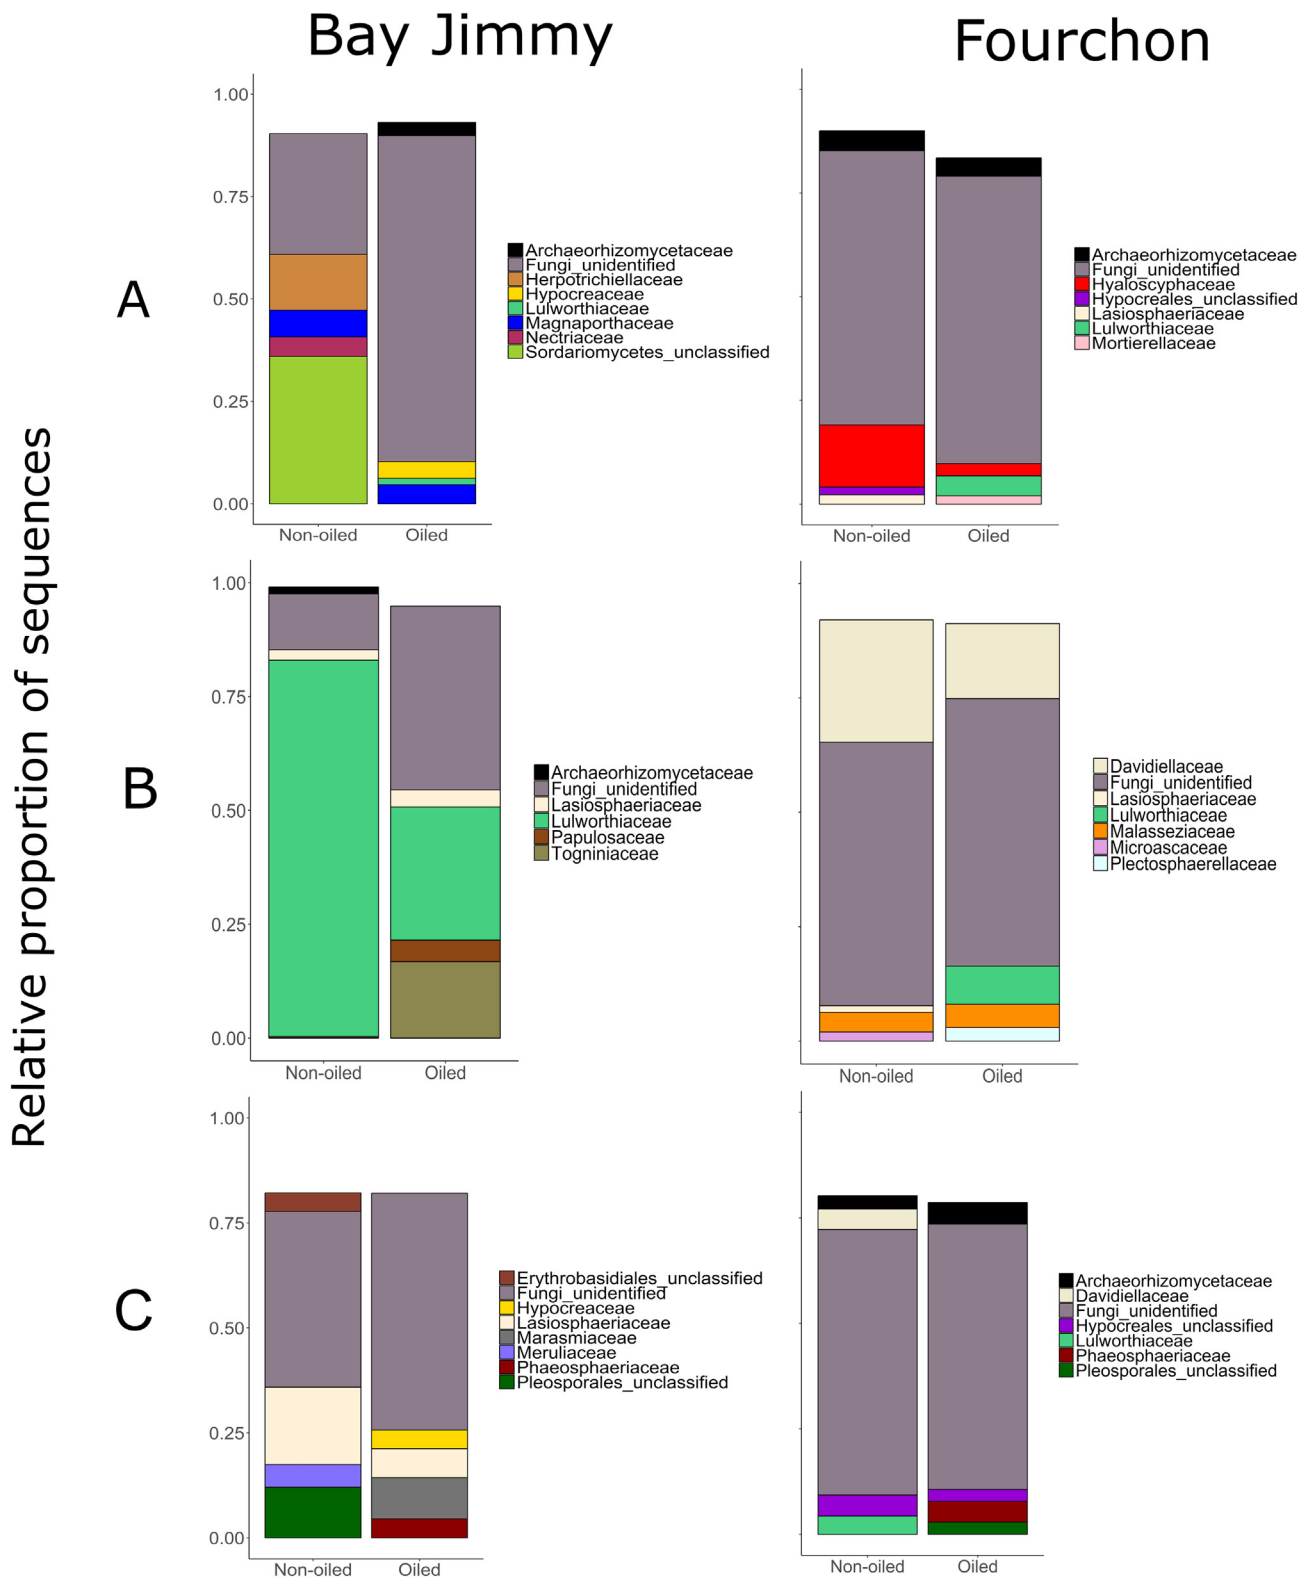 Bay Jimmy
Fourchon
Relative proportion of sequences
A
1.00
0.75
0.50
0.25
0.00
Non-oiled
Oiled
Archaeorhizomycetaceae
Fungi_unidentified
Herpotrichiellaceae
Hypocreaceae
Lulworthiaceae
Magnaporthaceae
Nectriaceae
Sordariomycetes_unclassified
Non-oiled
Oiled
Archaeorhizomycetaceae
Fungi_unidentified
Hyaloscyphaceae
Hypocreales_unclassified
Lasiosphaeriaceae
Lulworthiaceae
Mortierellaceae
B
1.00
0.75
0.50
0.25
0.00
Non-oiled
Oiled
Archaeorhizomycetaceae
Fungi_unidentified
Lasiosphaeriaceae
Lulworthiaceae
Papulosaceae
Togniniaceae
Non-oiled
Oiled
Davidiellaceae
Fungi_unidentified
Lasiosphaeriaceae
Lulworthiaceae
Malasseziaceae
Microascaceae
Plectosphaerellaceae
C
1.00
0.75
0.50
0.25
0.00
Non-oiled
Oiled
Erythrobasidiales_unclassified
Fungi_unidentified
Hypocreaceae
Lasiosphaeriaceae
Marasmiaceae
Meruliaceae
Phaeosphaeriaceae
Pleosporales_unclassified
Non-oiled
Oiled
Archaeorhizomycetaceae
Davidiellaceae
Fungi_unidentified
Hypocreales_unclassified
Lulworthiaceae
Phaeosphaeriaceae
Pleosporales_unclassified